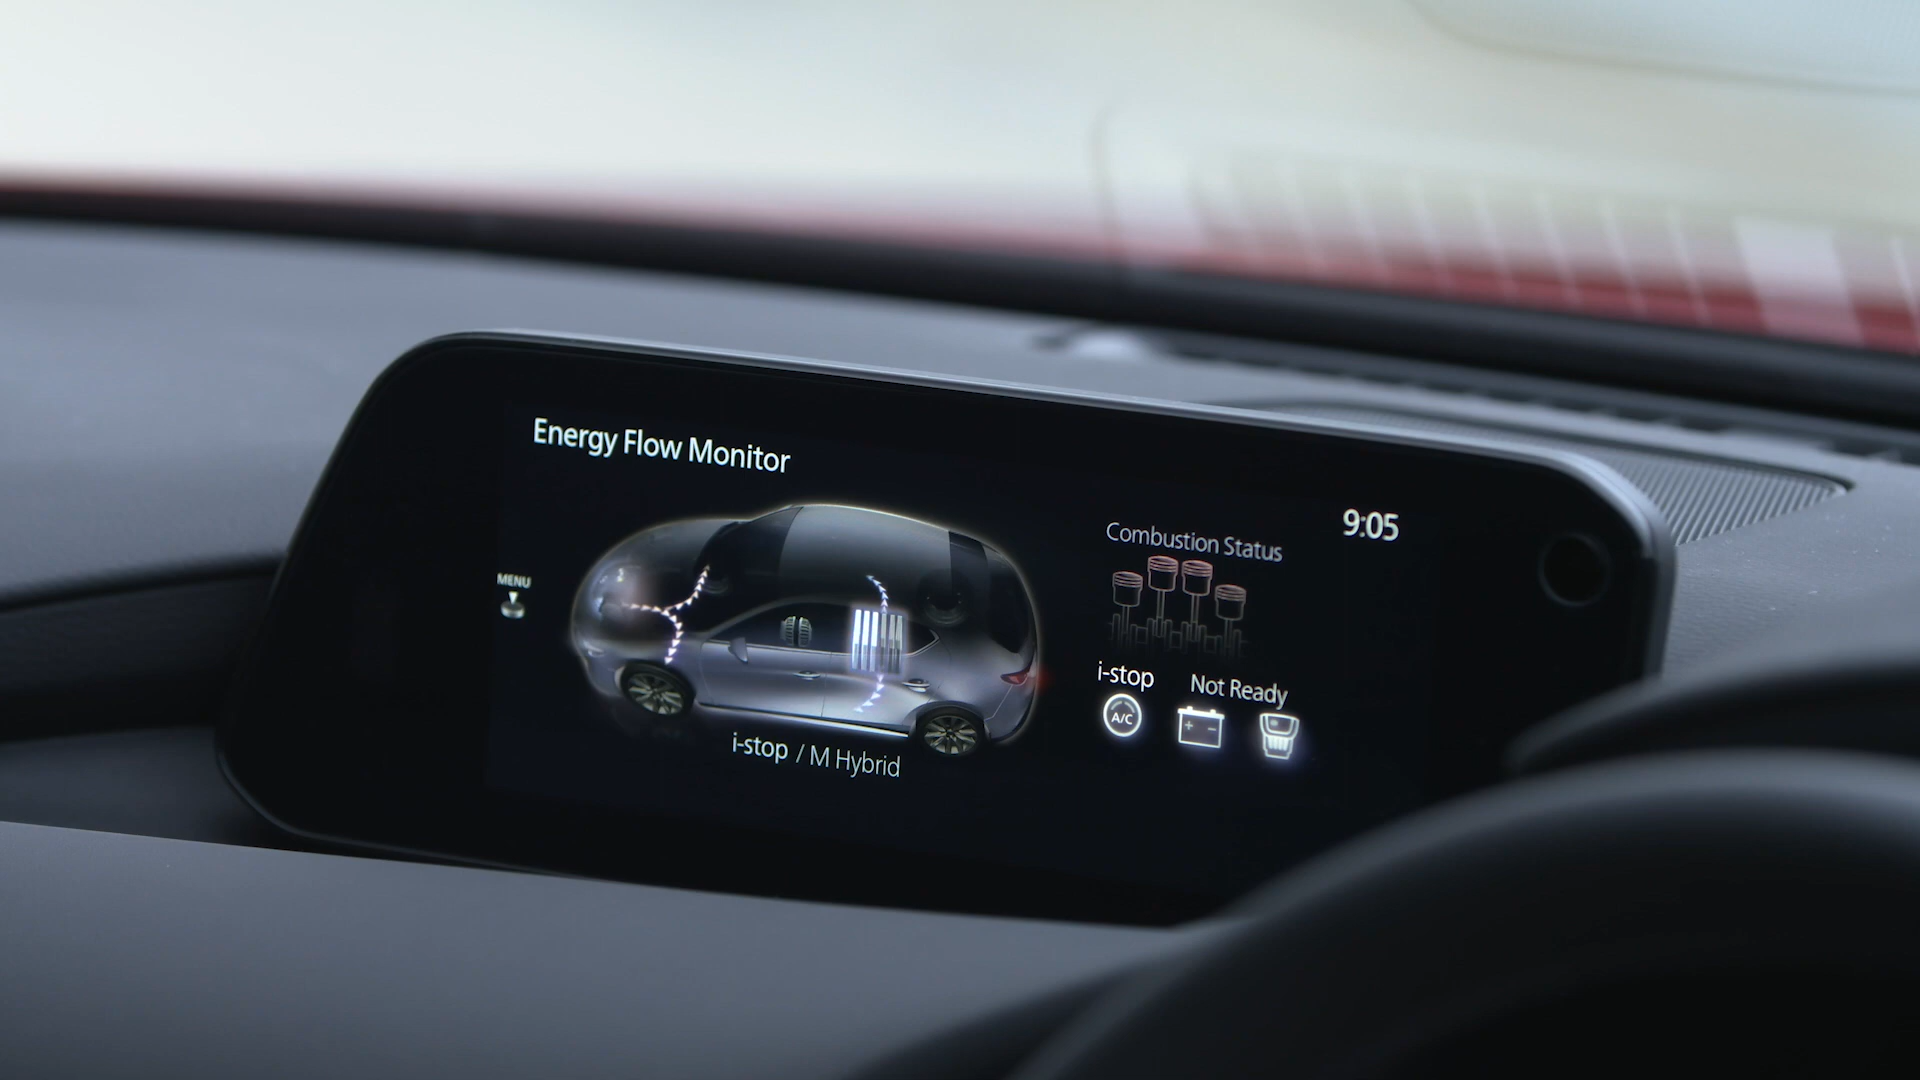 Energy Flow Monitor
9:05
MENU
Combustion Status
i-stop Not Ready
A/C
i-stop / M Hybrid